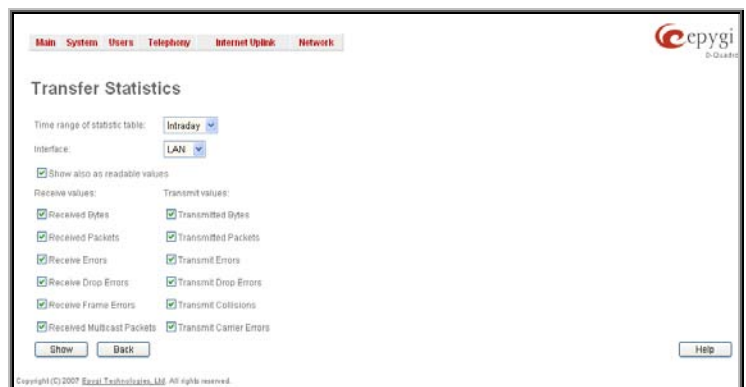 Main System Users Telephony Internet Uplink Network
epygi
Transfer Statistics
Time range of statistic table: Intraday
Interface: LAN
Show also as readable values
Receive values: Transmit values:
Received Bytes Transmitted Bytes
Received Packets Transmitted Packets
Receive Errors Transmit Errors
Receive Drop Errors Transmit Drop Errors
Receive Frame Errors Transmit Collisions
Received Multicast Packets Transmit Carrier Errors
Show Back Help
Copyright (C) 2007 Epygi Technologies, Ltd. All rights reserved.